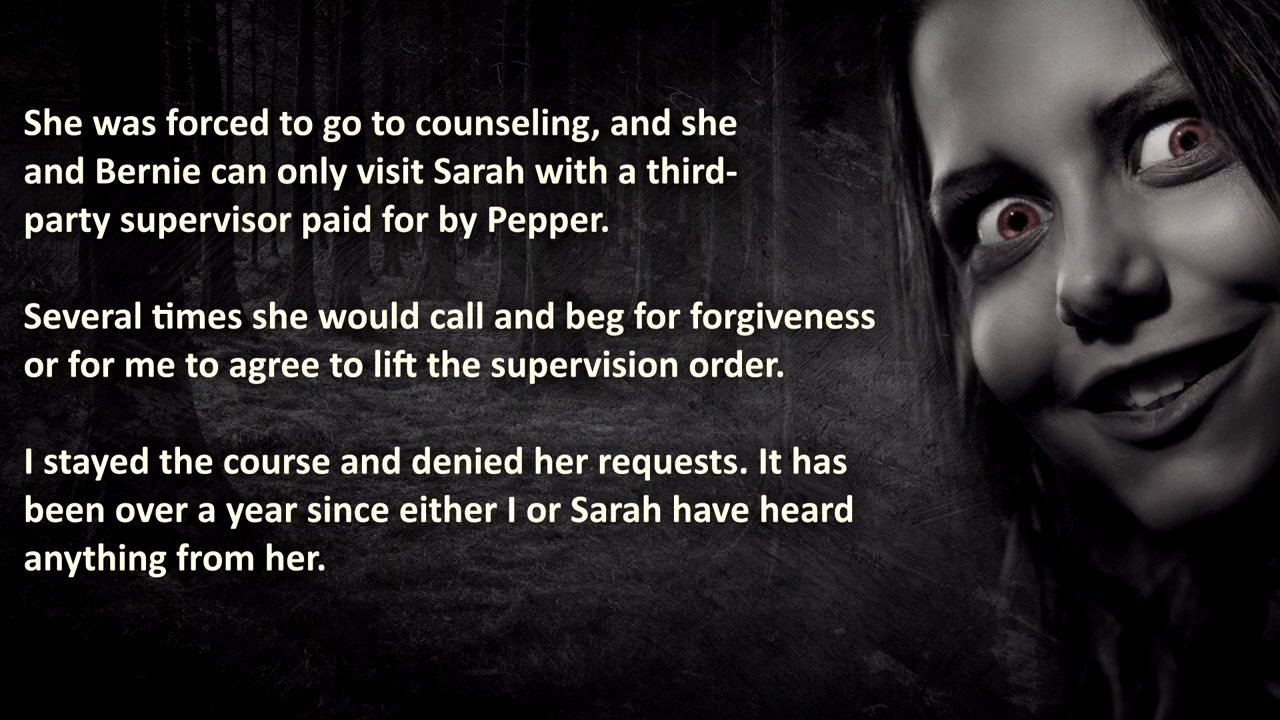 She was forced to go to counseling, and she
and Bernie can only visit Sarah with a third-
party supervisor paid for by Pepper.
Several times she would call and beg for forgiveness
or for me to agree to lift the supervision order.
I stayed the course and denied her requests. It has
been over a year since either I or Sarah have heard
anything from her.